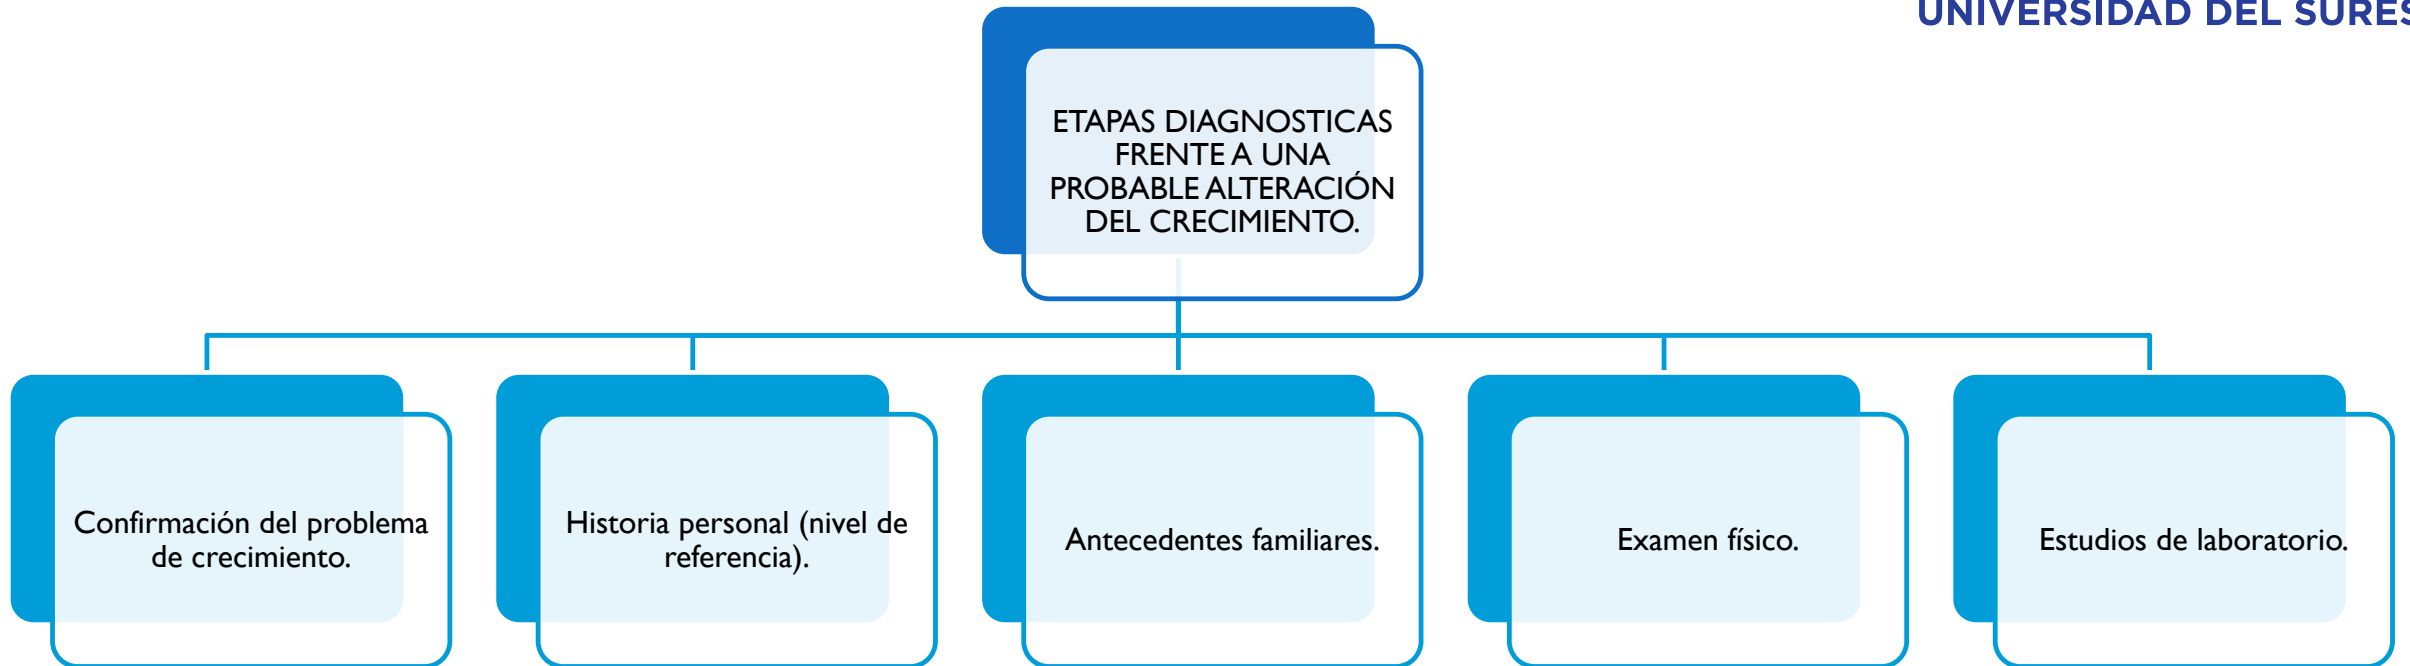 UNIVERSIDAD DEL SURES
ETAPAS DIAGNOSTICAS
FRENTE A UNA
PROBABLE ALTERACIÓN
DEL CRECIMIENTO.
Confirmación del problema
de crecimiento.
Historia personal (nivel de
referencia).
Antecedentes familiares.
Examen físico.
Estudios de laboratorio.